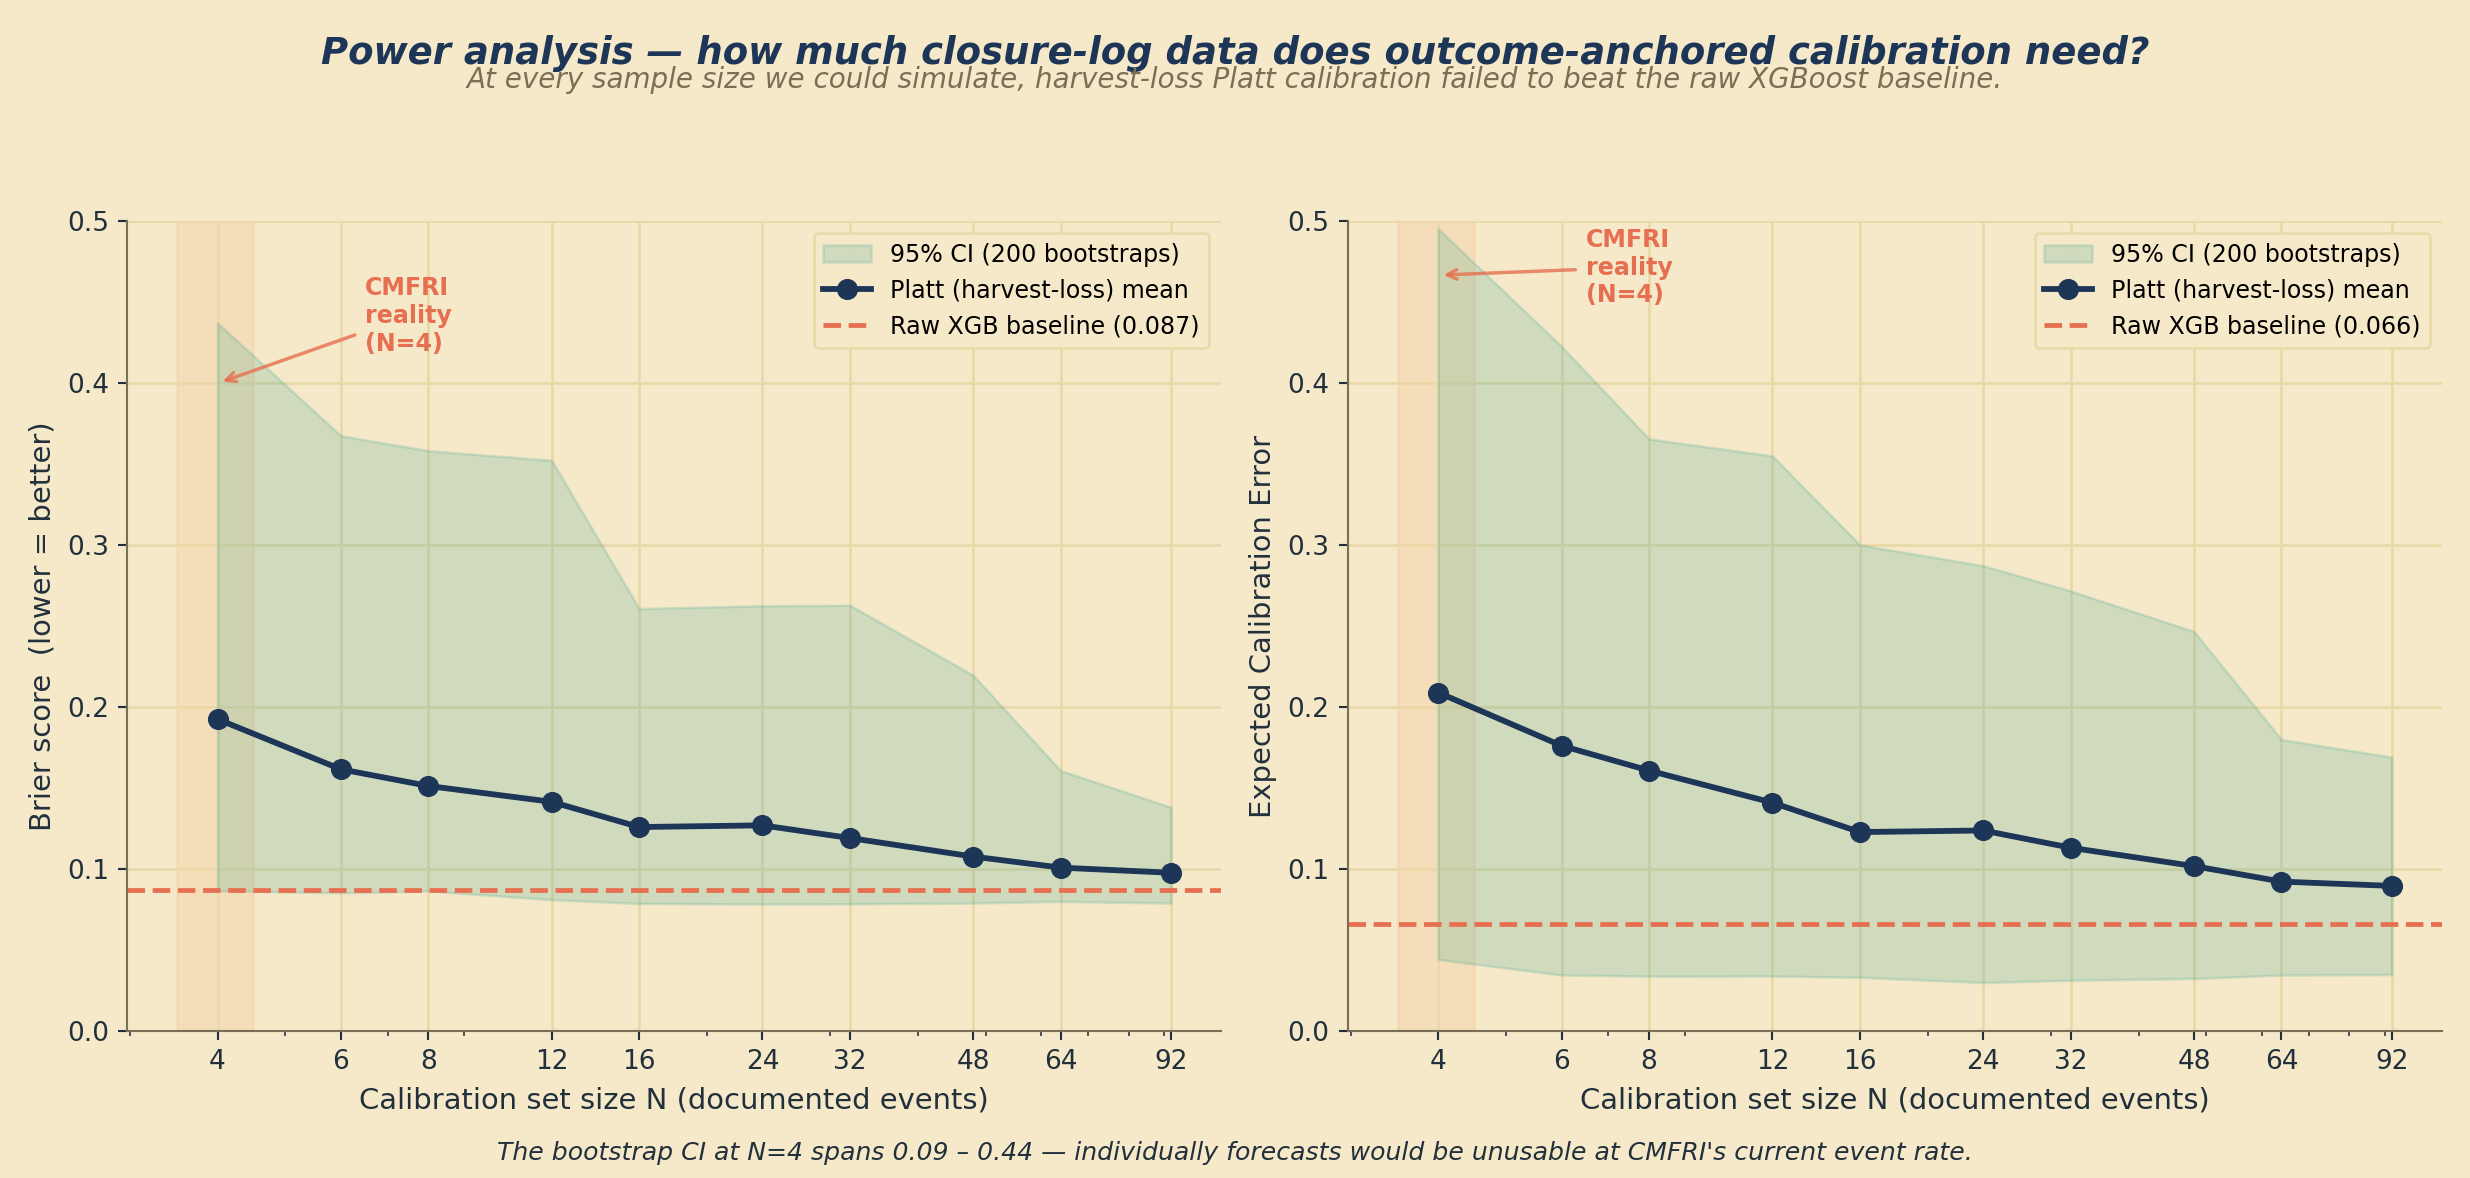 Power analysis — how much closure-log data does outcome-anchored calibration need?
At every sample size we could simulate, harvest-loss Platt calibration failed to beat the raw XGBoost baseline.
Brier score  (lower = better)
0.5
0.4
0.3
0.2
0.1
0.0
CMFRI
reality
(N=4)
95% CI (200 bootstraps)
Platt (harvest-loss) mean
Raw XGB baseline (0.087)
4 6 8 12 16 24 32 48 64 92
Calibration set size N (documented events)
Expected Calibration Error
0.5
0.4
0.3
0.2
0.1
0.0
CMFRI
reality
(N=4)
95% CI (200 bootstraps)
Platt (harvest-loss) mean
Raw XGB baseline (0.066)
4 6 8 12 16 24 32 48 64 92
Calibration set size N (documented events)
The bootstrap CI at N=4 spans 0.09 – 0.44 — individually forecasts would be unusable at CMFRI's current event rate.